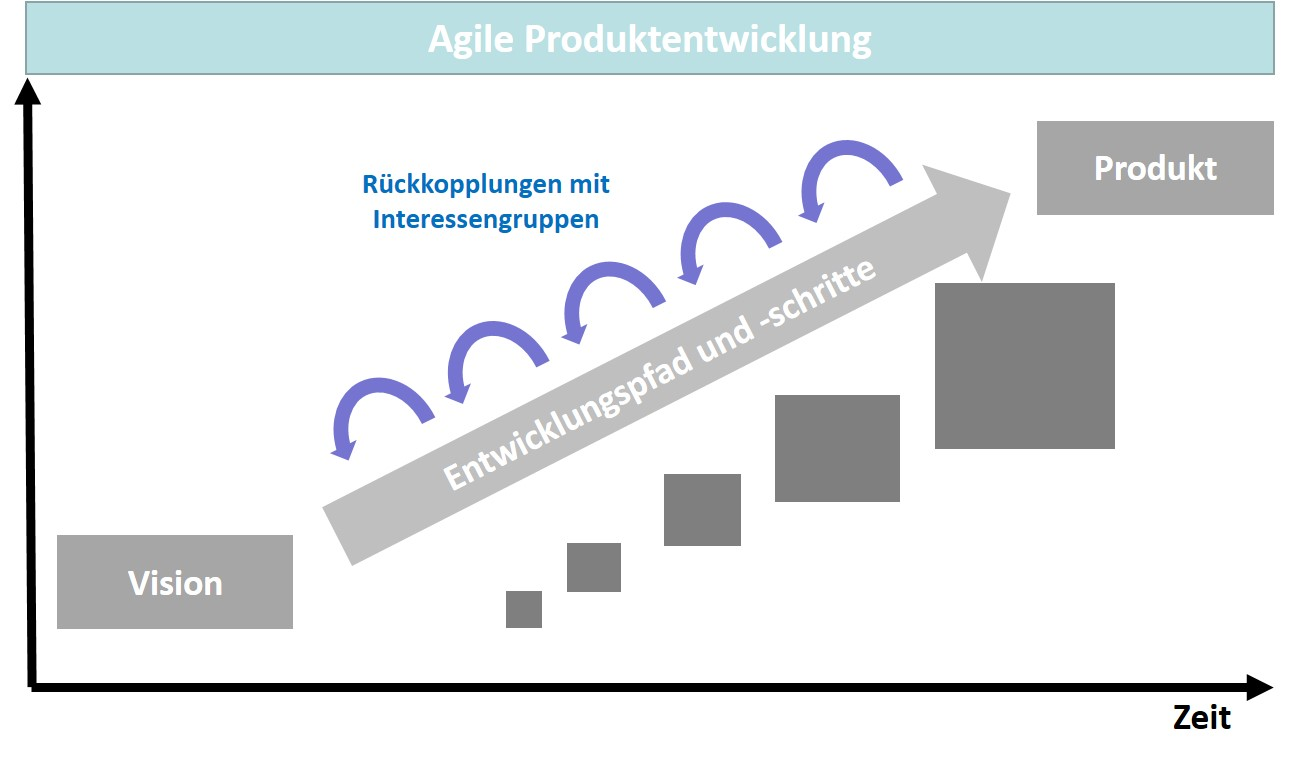 Agile Produktentwicklung
Rückkopplungen mit
Interessengruppen
Produkt
Entwicklungspfad und -schritte
Vision
Zeit